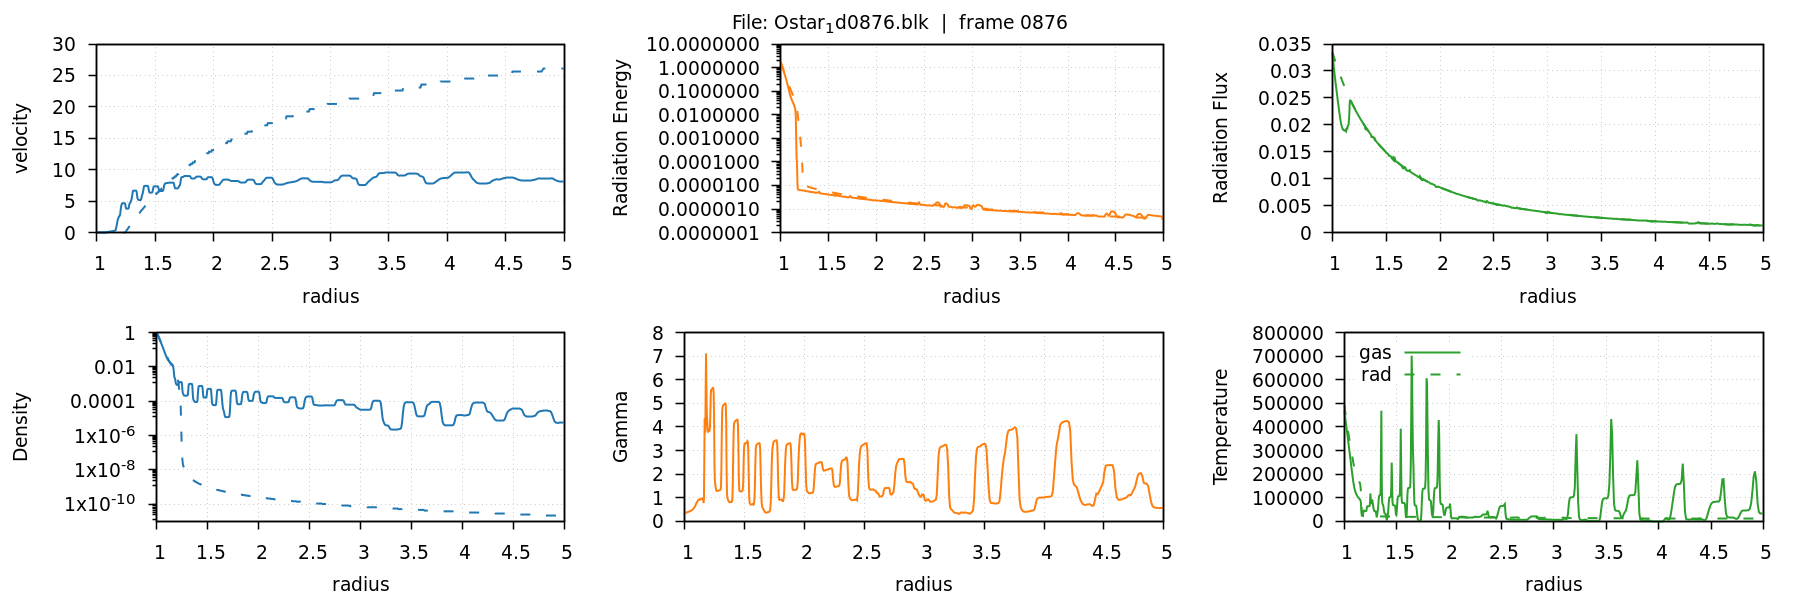 File: Ostar₁d0876.blk | frame 0876
30
25
20
15
10
5
0
velocity
1 1.5 2 2.5 3 3.5 4 4.5 5
radius
10.0000000
1.0000000
0.1000000
0.0100000
0.0010000
0.0001000
0.0000100
0.0000010
0.0000001
Radiation Energy
1 1.5 2 2.5 3 3.5 4 4.5 5
radius
0.035
0.03
0.025
0.02
0.015
0.01
0.005
0
Radiation Flux
1 1.5 2 2.5 3 3.5 4 4.5 5
radius
1
0.01
0.0001
1x10⁻⁶
1x10⁻⁸
1x10⁻¹⁰
Density
1 1.5 2 2.5 3 3.5 4 4.5 5
radius
8
7
6
5
4
3
2
1
0
Gamma
1 1.5 2 2.5 3 3.5 4 4.5 5
radius
800000
700000
600000
500000
400000
300000
200000
100000
0
Temperature
gas
rad
1 1.5 2 2.5 3 3.5 4 4.5 5
radius